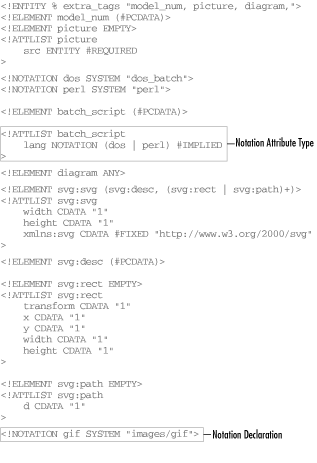 <!ENTITY % extra_tags "model_num, picture, diagram,">
<!ELEMENT model_num (#PCDATA)>
<!ELEMENT picture EMPTY>
<!ATTLIST picture
src ENTITY #REQUIRED
>
<!NOTATION dos SYSTEM "dos_batch">
<!NOTATION perl SYSTEM "perl">
<!ELEMENT batch_script (#PCDATA)>
<!ATTLIST batch_script
lang NOTATION (dos | perl) #IMPLIED
Notation Attribute Type
>
<!ELEMENT diagram ANY>
<!ELEMENT svg:svg (svg:desc, (svg:rect | svg:path)+)>
<!ATTLIST svg:svg
width CDATA "1"
height CDATA "1"
xmlns:svg CDATA #FIXED "http://www.w3.org/2000/svg"
>
<!ELEMENT svg:desc (#PCDATA)>
<!ELEMENT svg:rect EMPTY>
<!ATTLIST svg:rect
transform CDATA "1"
x CDATA "1"
y CDATA "1"
width CDATA "1"
height CDATA "1"
>
<!ELEMENT svg:path EMPTY>
<!ATTLIST svg:path
d CDATA "1"
>
<!NOTATION gif SYSTEM "images/gif">
Notation Declaration